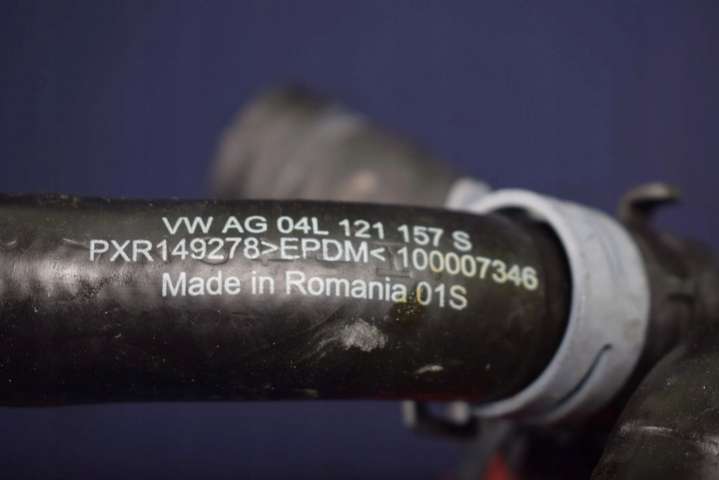 VW AG 04L 121 157 S
PXR149278>EPDM< 100007346
Made in Romania 01S